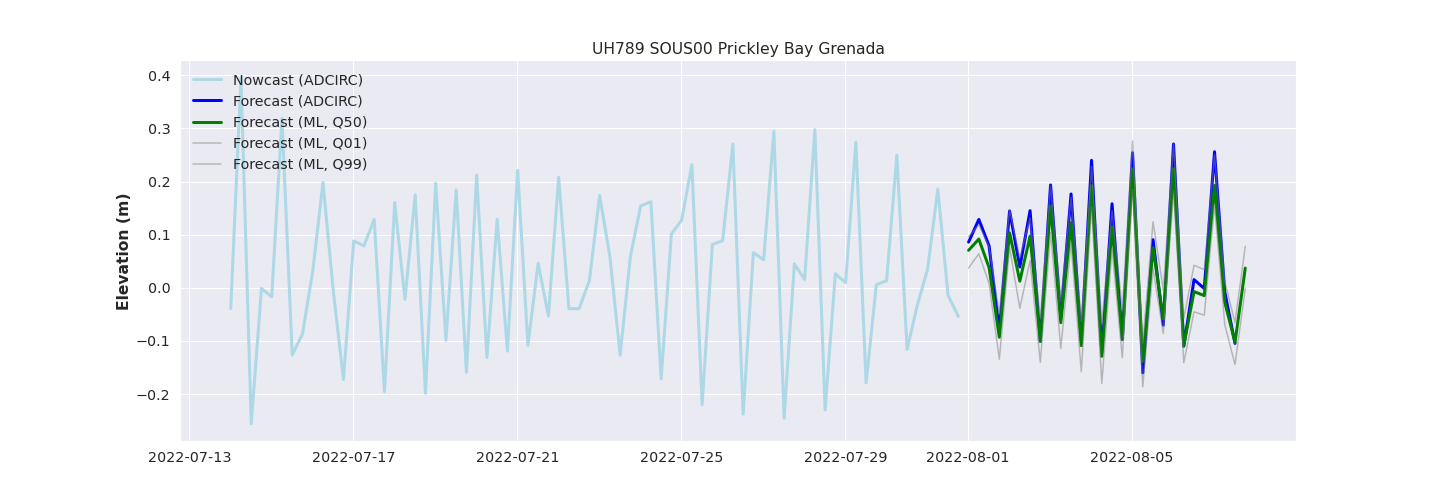 UH789 SOUS00 Prickley Bay Grenada
Nowcast (ADCIRC)
Forecast (ADCIRC)
Forecast (ML, Q50)
Forecast (ML, Q01)
Forecast (ML, Q99)
Elevation (m)
0.4
0.3
0.2
0.1
0.0
−0.1
−0.2
2022-07-13 2022-07-17 2022-07-21 2022-07-25 2022-07-29 2022-08-01 2022-08-05